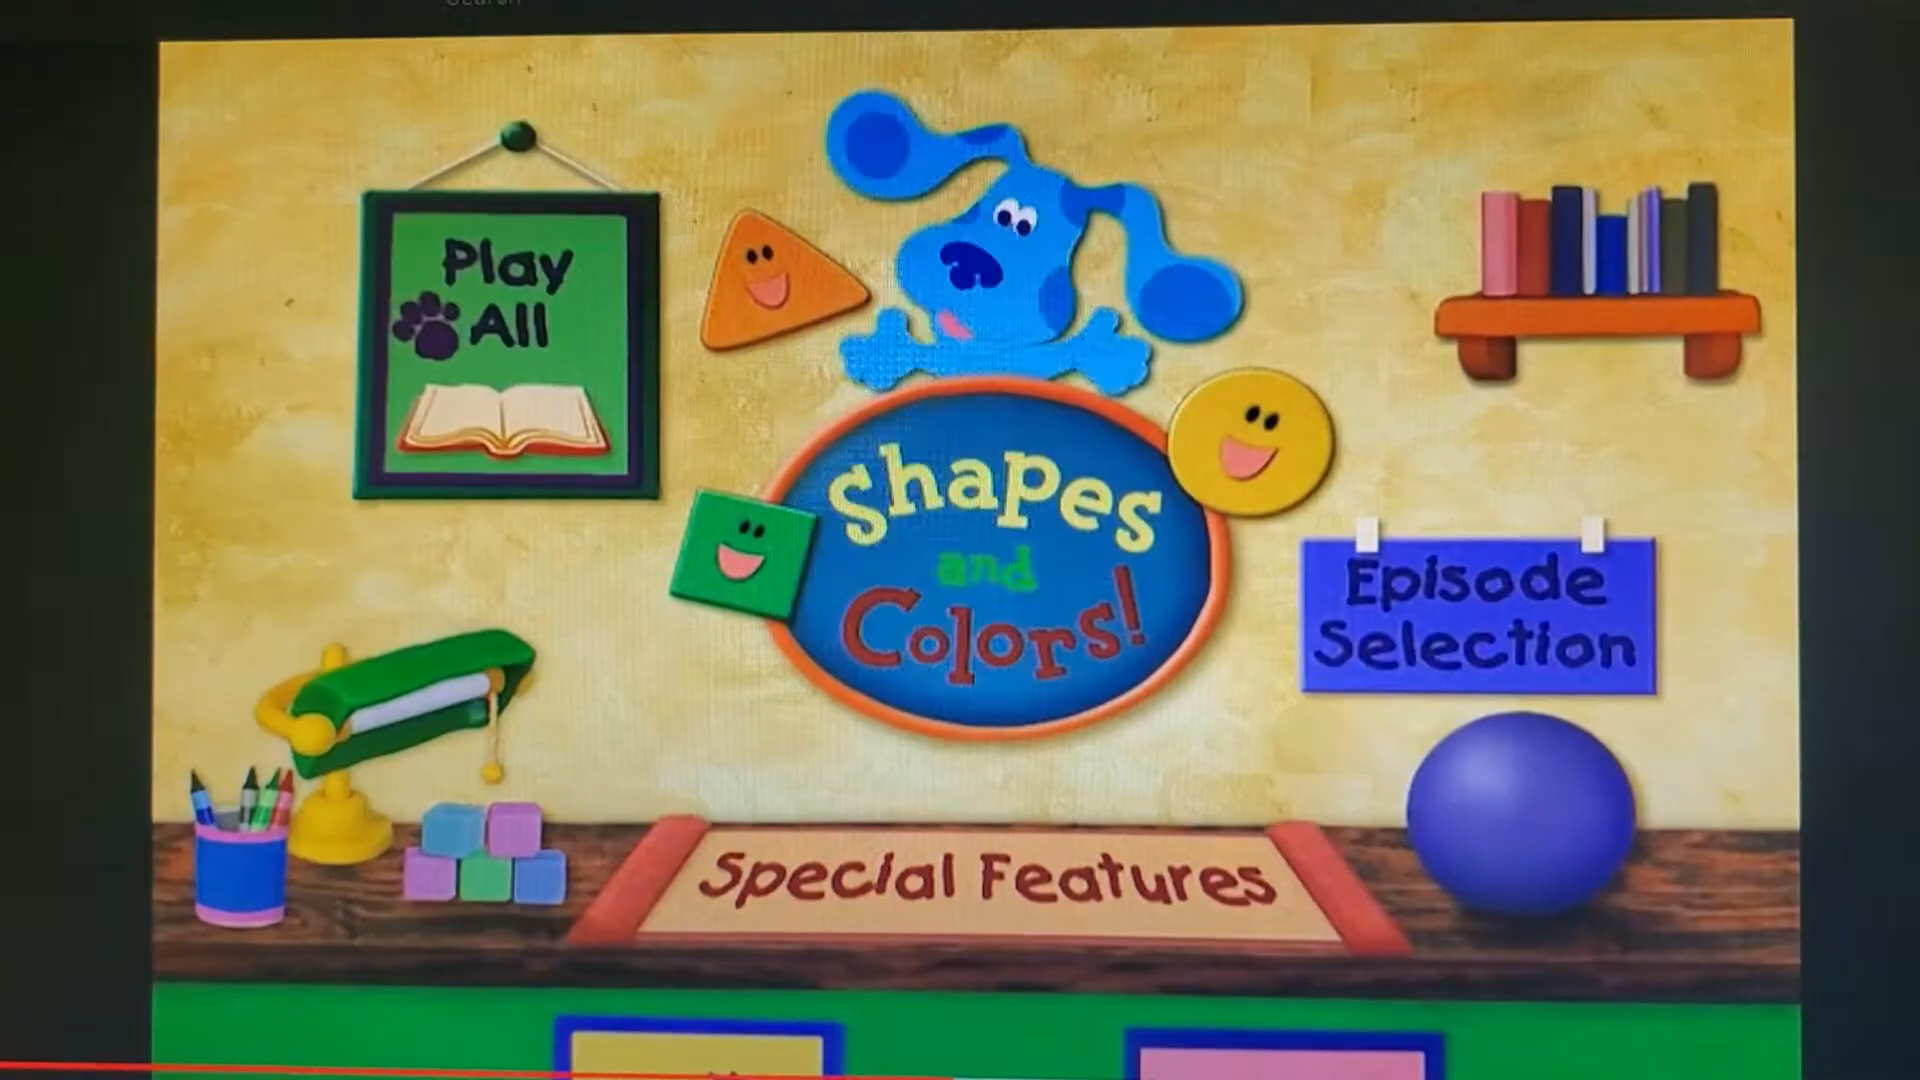 Play
All
Shapes
and
Colors!
Episode
Selection
Special Features